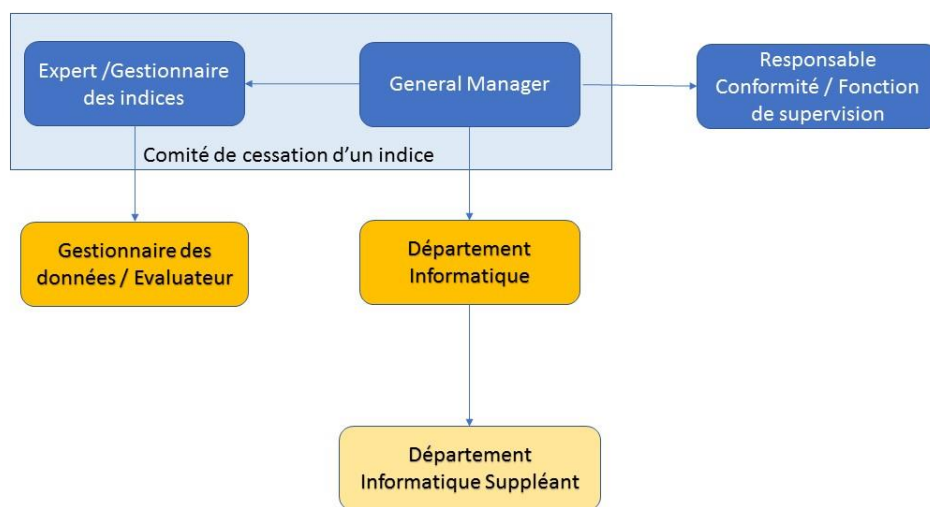 Expert /Gestionnaire
des indices
General Manager
Responsable
Conformité / Fonction
de supervision
Comité de cessation d'un indice
Gestionnaire des
données / Evaluateur
Département
Informatique
Département
Informatique Suppléant